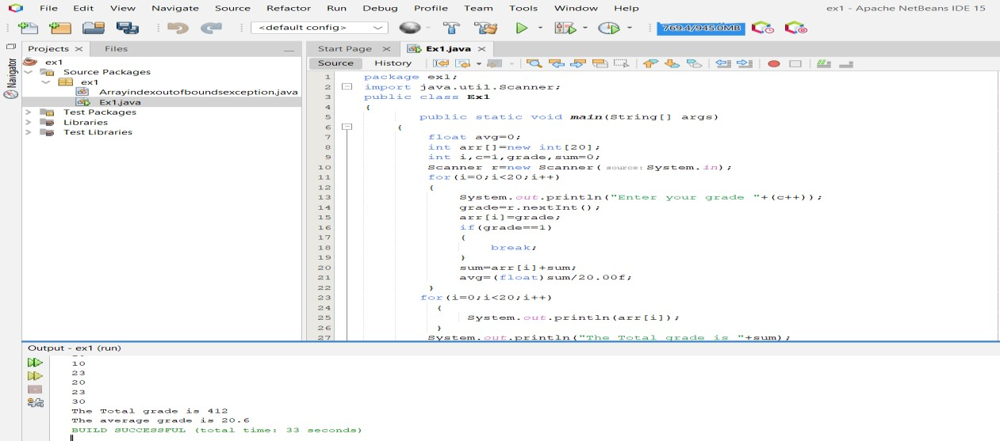 File Edit View Navigate Source Refactor Run Debug Profile Team Tools Window Help ex1 - Apache NetBeans IDE 15
<default config> 769.4/945.0MB
Projects Files
Navigator
ex1
Source Packages
ex1
Arrayindexoutofboundsexception.java
Ex1.java
Test Packages
Libraries
Test Libraries
Start Page Ex1.java
Source History
1 package ex1;
2 import java.util.Scanner;
3 public class Ex1
4 {
5 public static void main(String[] args)
6 {
7 float avg=0;
8 int arr[]=new int[20];
9 int i,c=1,grade,sum=0;
10 Scanner r=new Scanner( source: System.in);
11 for(i=0;i<20;i++)
12 {
13 System.out.println("Enter your grade "+(c++));
14 grade=r.nextInt();
15 arr[i]=grade;
16 if(grade==1)
17 {
18 break;
19 }
20 sum=arr[i]+sum;
21 avg=(float)sum/20.00f;
22 }
23 for(i=0;i<20;i++)
24 {
25 System.out.println(arr[i]);
26 }
27 System.out.println("The Total grade is "+sum);
Output - ex1 (run)
10
23
20
23
30
The Total grade is 412
The average grade is 20.6
BUILD SUCCESSFUL (total time: 33 seconds)